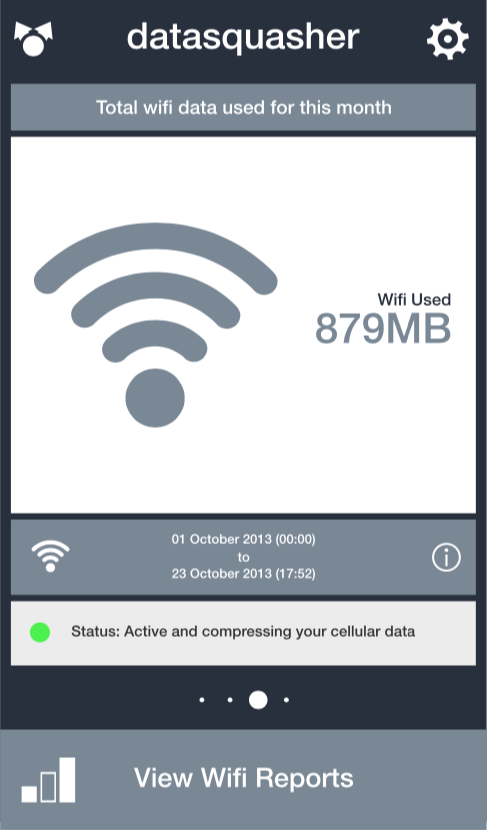 datasquasher
Total wifi data used for this month
Wifi Used
879MB
01 October 2013 (00:00)
to
23 October 2013 (17:52)
Status: Active and compressing your cellular data
View Wifi Reports